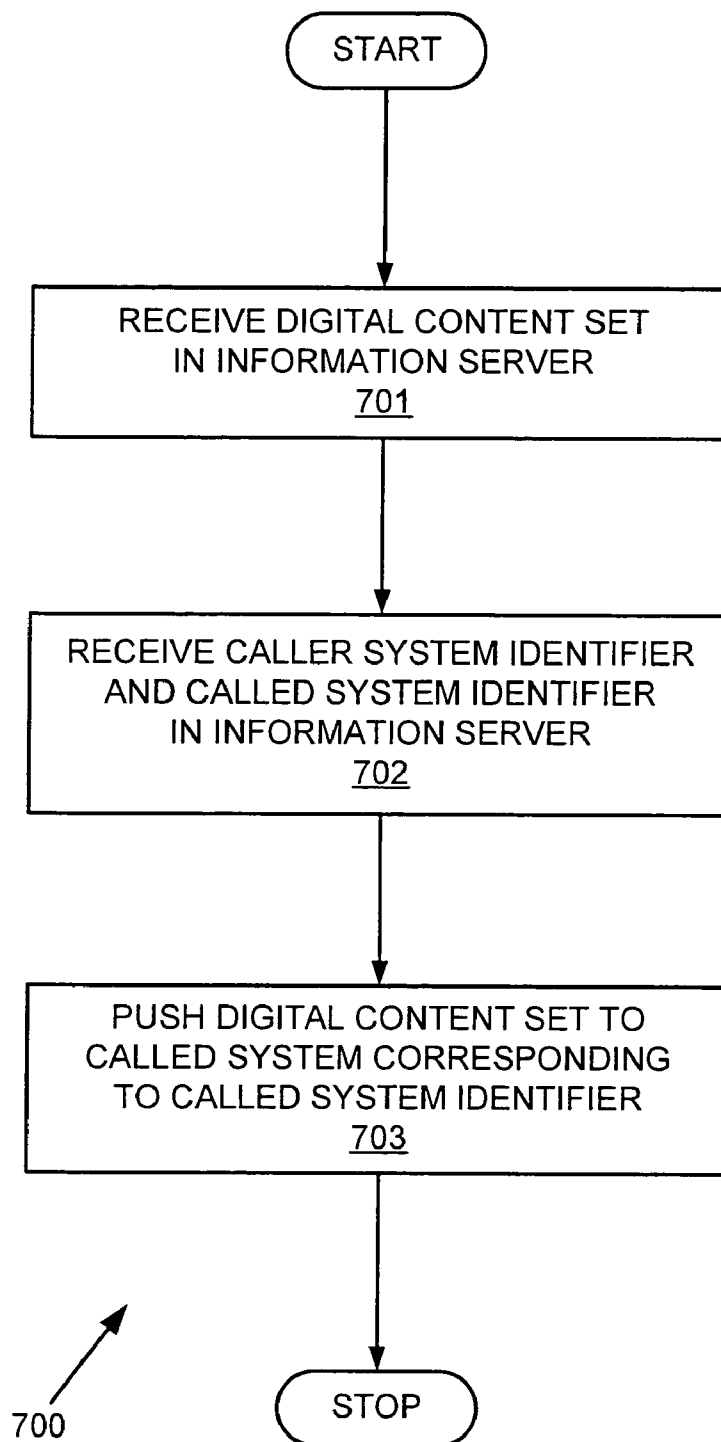 START
RECEIVE DIGITAL CONTENT SET
IN INFORMATION SERVER
701
RECEIVE CALLER SYSTEM IDENTIFIER
AND CALLED SYSTEM IDENTIFIER
IN INFORMATION SERVER
702
PUSH DIGITAL CONTENT SET TO
CALLED SYSTEM CORRESPONDING
TO CALLED SYSTEM IDENTIFIER
703
STOP
700